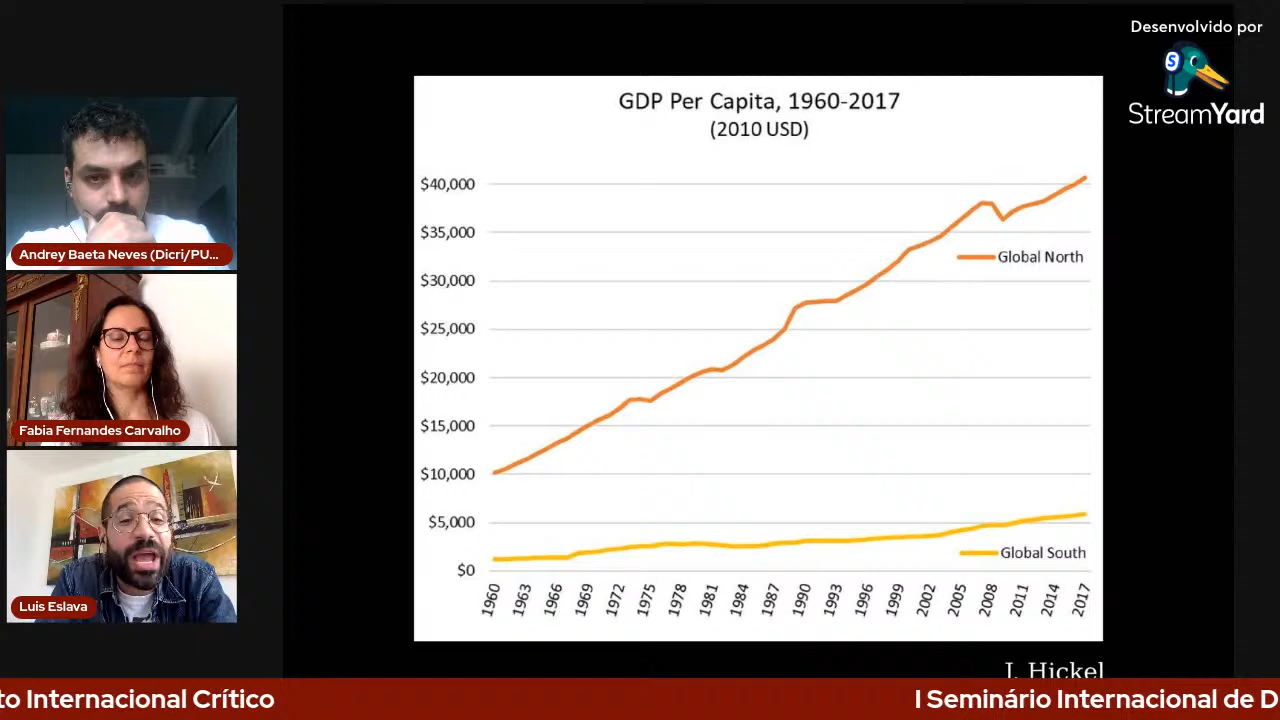 Desenvolvido por
StreamYard
S
Andrey Baeta Neves (Dicri/PU...
Fabia Fernandes Carvalho
Luis Eslava
GDP Per Capita, 1960-2017
(2010 USD)
$40,000
$35,000
$30,000
$25,000
$20,000
$15,000
$10,000
$5,000
$0
Global North
Global South
1960
1963
1966
1969
1972
1975
1978
1981
1984
1987
1990
1993
1996
1999
2002
2005
2008
2011
2014
2017
J. Hickel
to Internacional Crítico
I Seminário Internacional de D